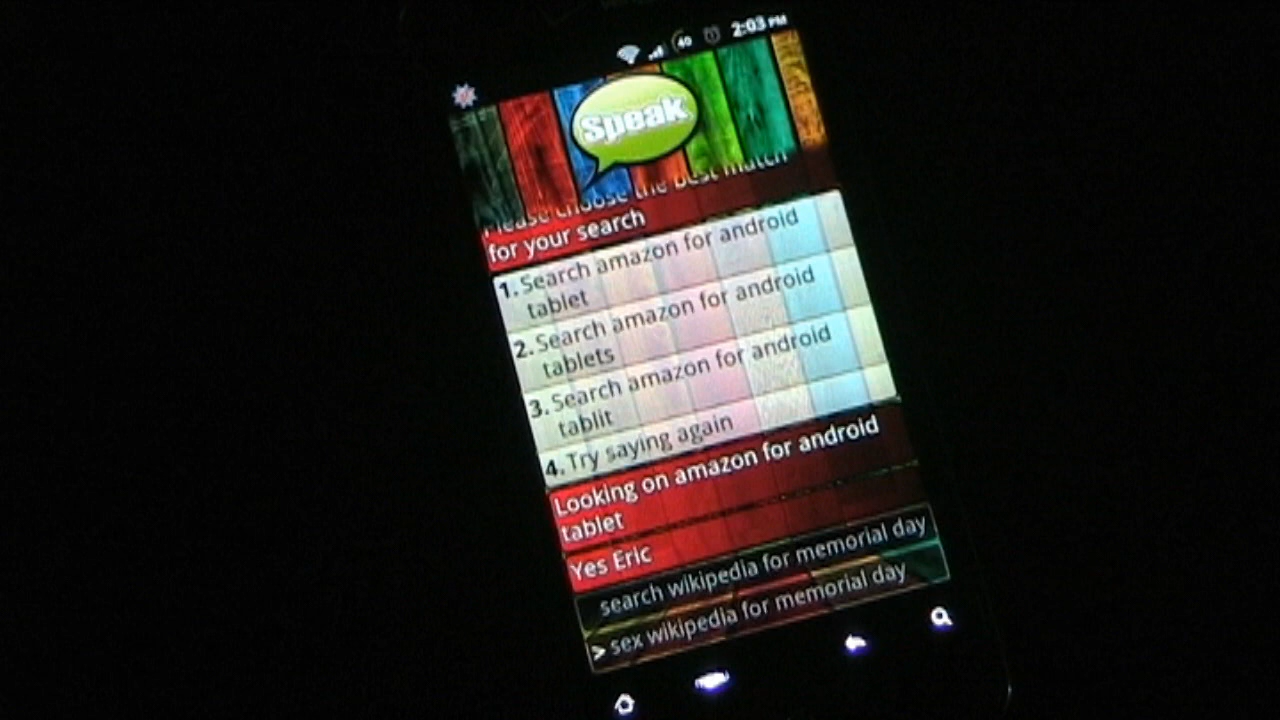 40 2:03 PM
Speak
Please choose the best match
for your search
1. Search amazon for android
tablet
2. Search amazon for android
tablets
3. Search amazon for android
tablit
4. Try saying again
Looking on amazon for android
tablet
Yes Eric
search wikipedia for memorial day
> sex wikipedia for memorial day
menu